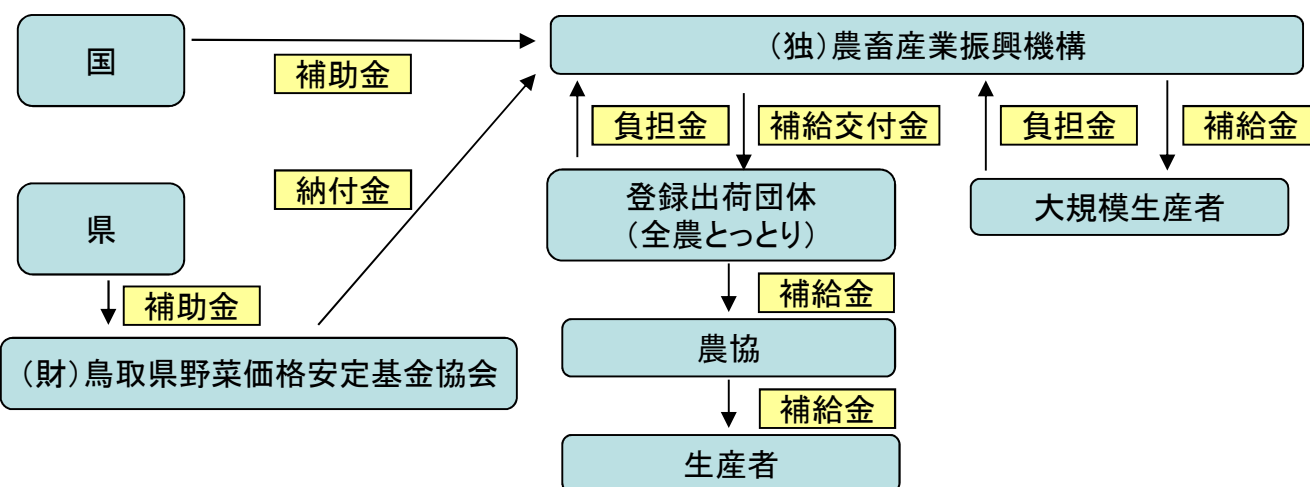 国
補助金
(独)農畜産業振興機構
負担金
補給交付金
負担金
補給金
納付金
県
登録出荷団体
(全農とっとり)
大規模生産者
補助金
補給金
(財)鳥取県野菜価格安定基金協会
農協
補給金
生産者